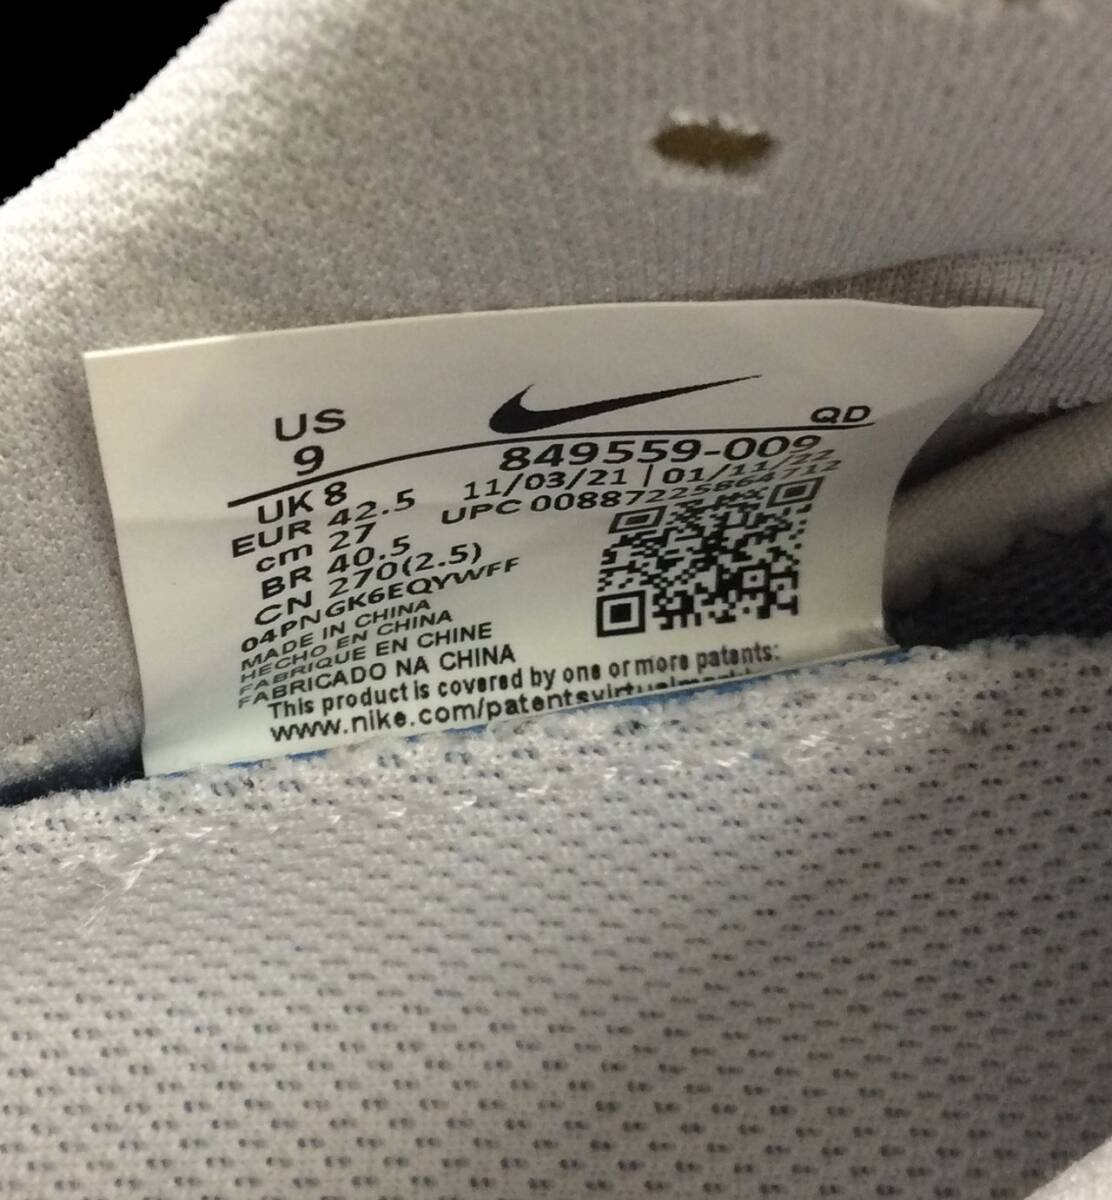 US
9
QD
849559-009
11/03/21 | 01/11/22
UPC 00887225864712
UK 8
EUR 42.5
cm 27
BR 40.5
CN 270(2.5)
04PNGK6EQYWFF
MADE IN CHINA
HECHO EN CHINA
FABRIQUE EN CHINE
FABRICADO NA CHINA
This product is covered by one or more patents:
www.nike.com/patents